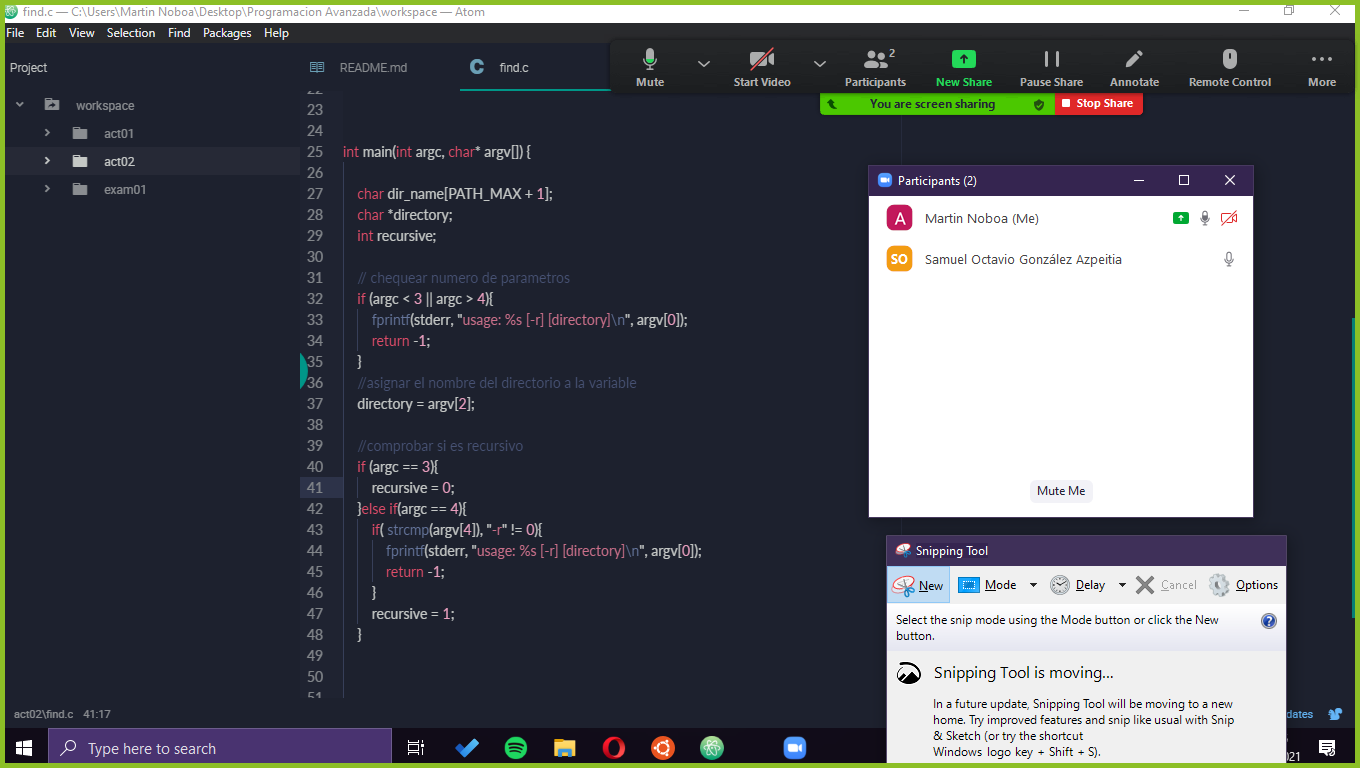 find.c — C:\Users\Martin Noboa\Desktop\Programacion Avanzada\workspace — Atom
File Edit View Selection Find Packages Help
Project
workspace
act01
act02
exam01
README.md
find.c
Mute
Start Video
Participants
2
New Share
Pause Share
Annotate
Remote Control
More
You are screen sharing
Stop Share
22
23
24
25 int main(int argc, char* argv[]) {
26
27 char dir_name[PATH_MAX + 1];
28 char *directory;
29 int recursive;
30
31 // chequear numero de parametros
32 if (argc < 3 || argc > 4){
33 fprintf(stderr, "usage: %s [-r] [directory]\n", argv[0]);
34 return -1;
35 }
36 //asignar el nombre del directorio a la variable
37 directory = argv[2];
38
39 //comprobar si es recursivo
40 if (argc == 3){
41 recursive = 0;
42 }else if(argc == 4){
43 if( strcmp(argv[4]), "-r" != 0){
44 fprintf(stderr, "usage: %s [-r] [directory]\n", argv[0]);
45 return -1;
46 }
47 recursive = 1;
48 }
49
50
51
Participants (2)
A Martin Noboa (Me)
SO Samuel Octavio González Azpeitia
Mute Me
Snipping Tool
New Mode Delay Cancel Options
Select the snip mode using the Mode button or click the New
button.
Snipping Tool is moving...
In a future update, Snipping Tool will be moving to a new
home. Try improved features and snip like usual with Snip
& Sketch (or try the shortcut
Windows logo key + Shift + S).
act02\find.c 41:17
dates
Type here to search
021